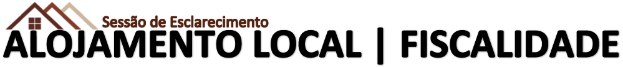 Sessão de Esclarecimento
ALOJAMENTO LOCAL | FISCALIDADE